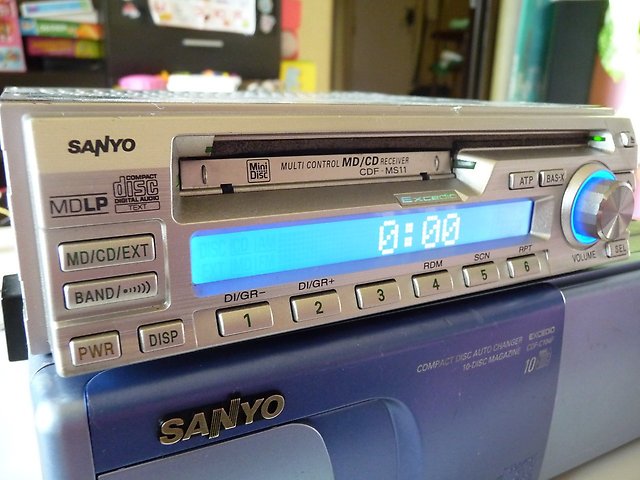 SANYO
MDLP
COMPACT
disc
DIGITAL AUDIO
TEXT
Mini
Disc
MULTI CONTROL MD/CD RECEIVER
CDF-MS11
Excedio
ATP
BAS-X
0:00
VOLUME
SEL
MD/CD/EXT
BAND/
PWR
DISP
DI/GR-
DI/GR+
RDM
SCN
RPT
1
2
3
4
5
6
COMPACT DISC AUTO CHANGER EXCEDIO
10-DISC MAGAZINE
10
SANYO